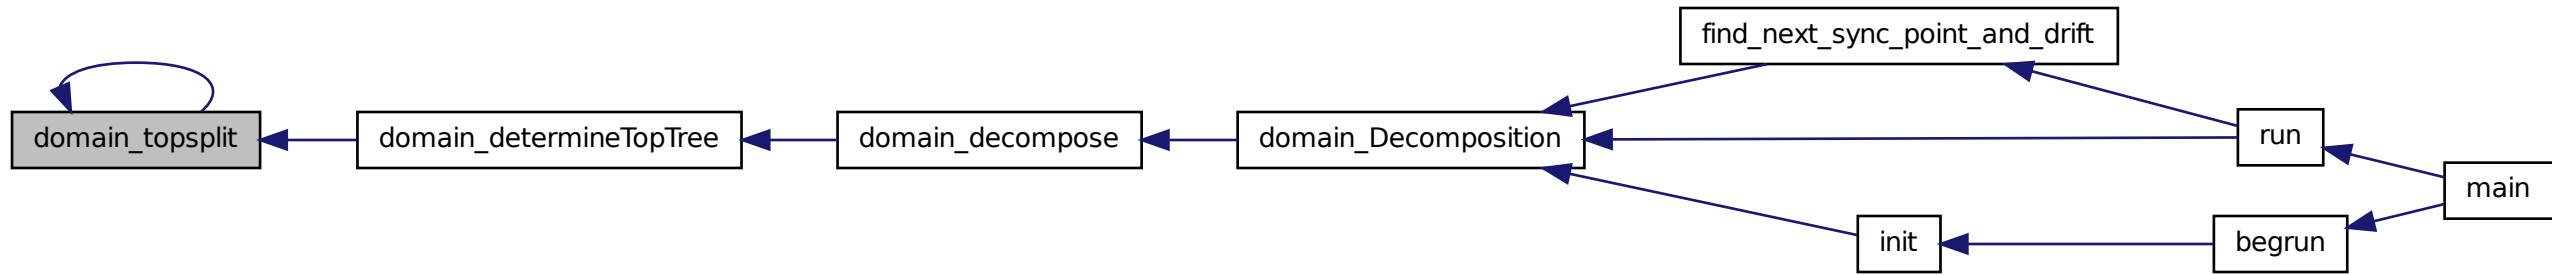 find_next_sync_point_and_drift
domain_topsplit
domain_determineTopTree
domain_decompose
domain_Decomposition
run
main
init
begrun